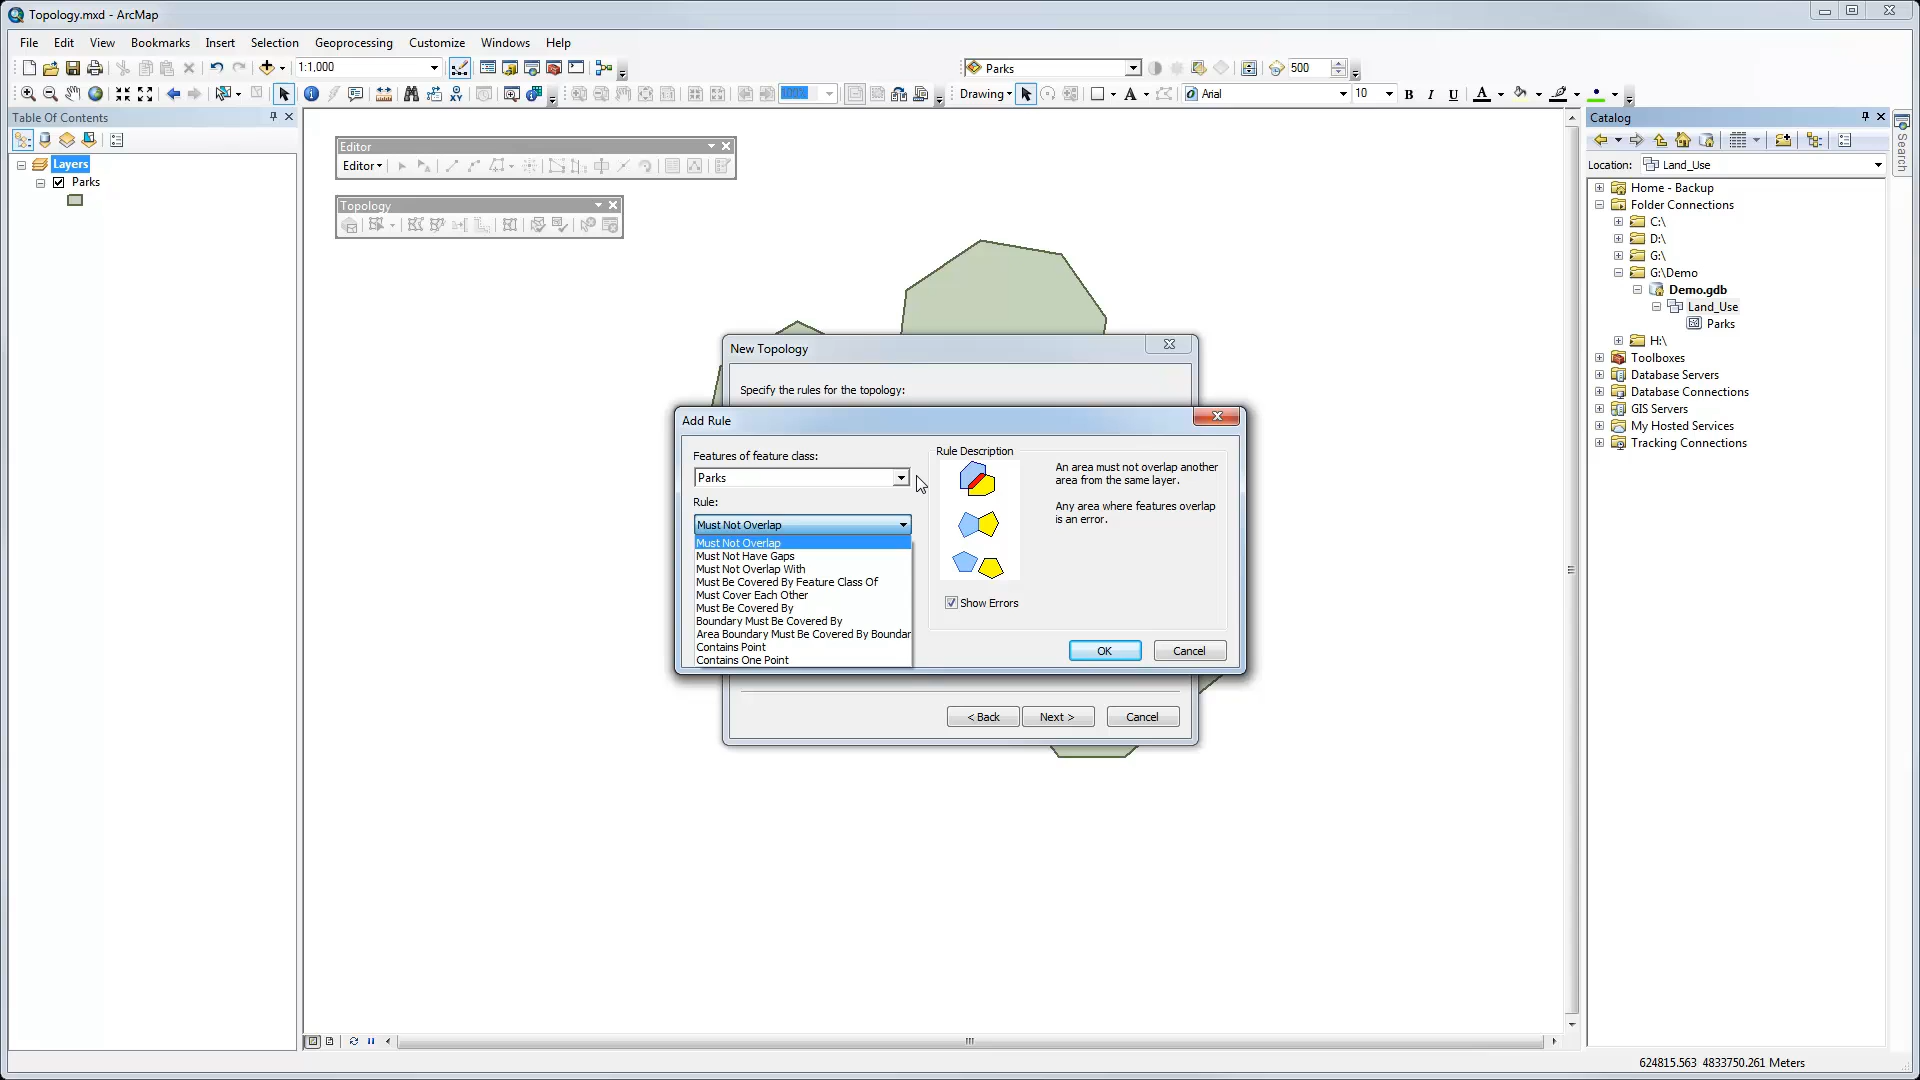 Topology.mxd - ArcMap
File Edit View Bookmarks Insert Selection Geoprocessing Customize Windows Help
1:1,000
Parks
500
100%
Drawing
Arial
10
B I U A
Table Of Contents
Layers
Parks
Editor
Editor
Topology
New Topology
Specify the rules for the topology:
Add Rule
Features of feature class:
Parks
Rule:
Must Not Overlap
Must Not Overlap
Must Not Have Gaps
Must Not Overlap With
Must Be Covered By Feature Class Of
Must Cover Each Other
Must Be Covered By
Boundary Must Be Covered By
Area Boundary Must Be Covered By Boundar
Contains Point
Contains One Point
Rule Description
An area must not overlap another
area from the same layer.
Any area where features overlap
is an error.
Show Errors
OK Cancel
< Back Next > Cancel
Catalog
Location: Land_Use
Home - Backup
Folder Connections
C:\
D:\
G:\
G:\Demo
Demo.gdb
Land_Use
Parks
H:\
Toolboxes
Database Servers
Database Connections
GIS Servers
My Hosted Services
Tracking Connections
Search
624815.563 4833750.261 Meters